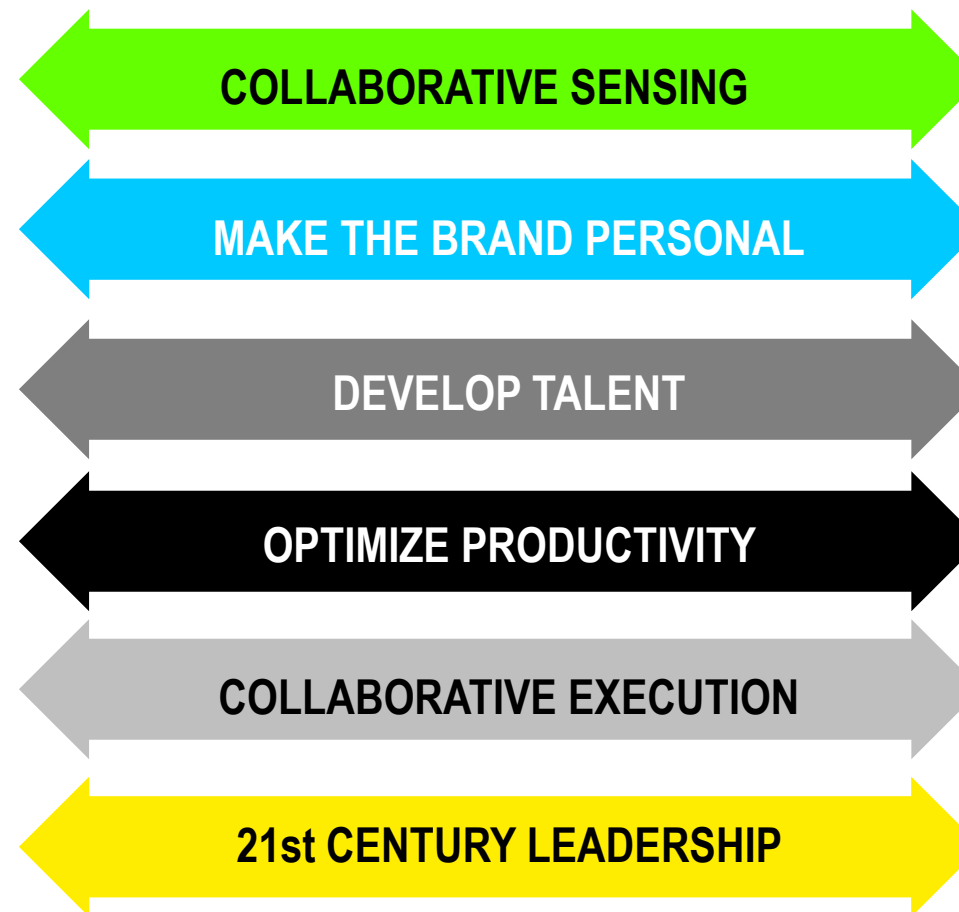 COLLABORATIVE SENSING
MAKE THE BRAND PERSONAL
DEVELOP TALENT
OPTIMIZE PRODUCTIVITY
COLLABORATIVE EXECUTION
21st CENTURY LEADERSHIP